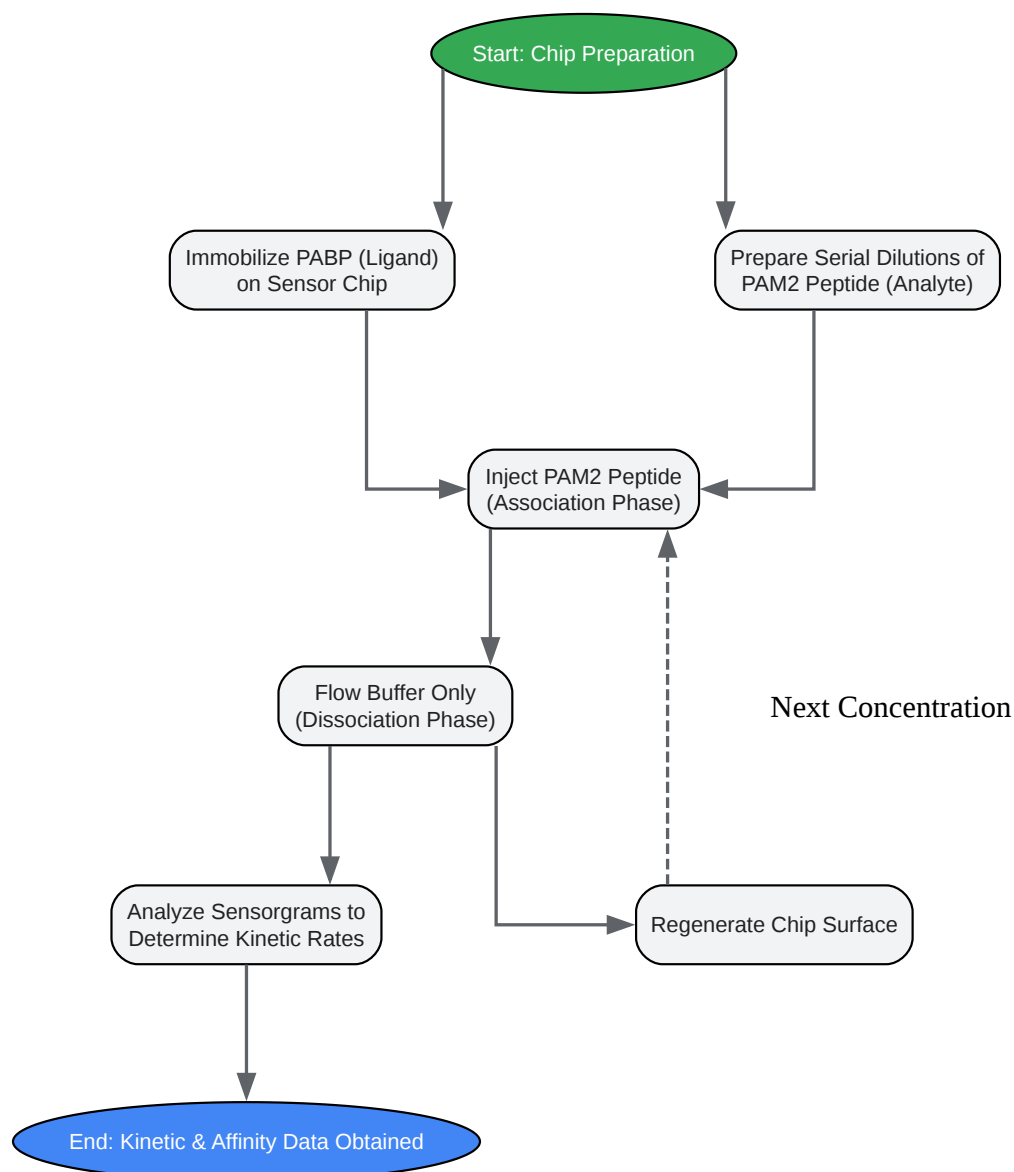 Start: Chip Preparation
Immobilize PABP (Ligand)
on Sensor Chip
Prepare Serial Dilutions of
PAM2 Peptide (Analyte)
Inject PAM2 Peptide
(Association Phase)
Flow Buffer Only
(Dissociation Phase)
Next Concentration
Analyze Sensorgrams to
Determine Kinetic Rates
Regenerate Chip Surface
End: Kinetic & Affinity Data Obtained